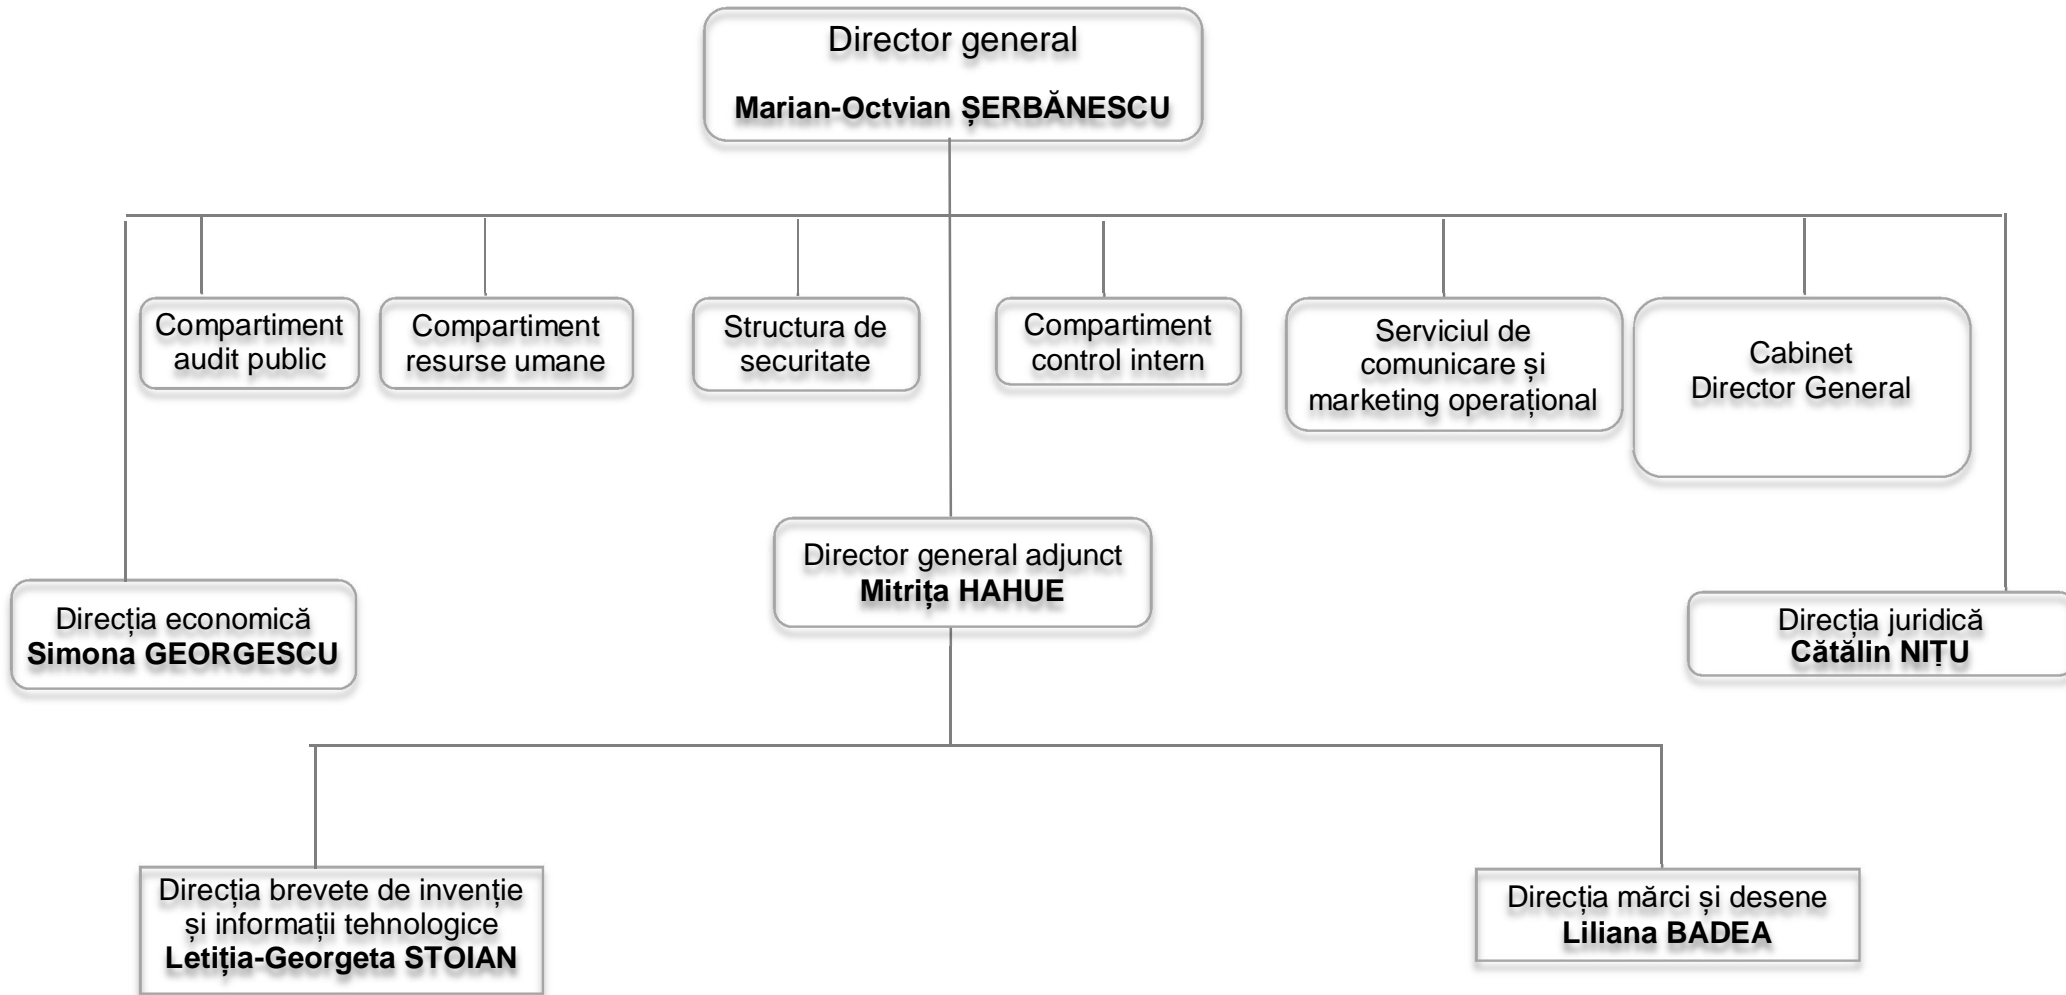 Director general
Marian-Octvian ȘERBĂNESCU
Compartiment
audit public
Compartiment
resurse umane
Structura de
securitate
Compartiment
control intern
Serviciul de
comunicare și
marketing operațional
Cabinet
Director General
Director general adjunct
Mitrița HAHUE
Direcția economică
Simona GEORGESCU
Direcția juridică
Cătălin NIȚU
Direcția brevete de invenție
și informații tehnologice
Letiția-Georgeta STOIAN
Direcția mărci și desene
Liliana BADEA